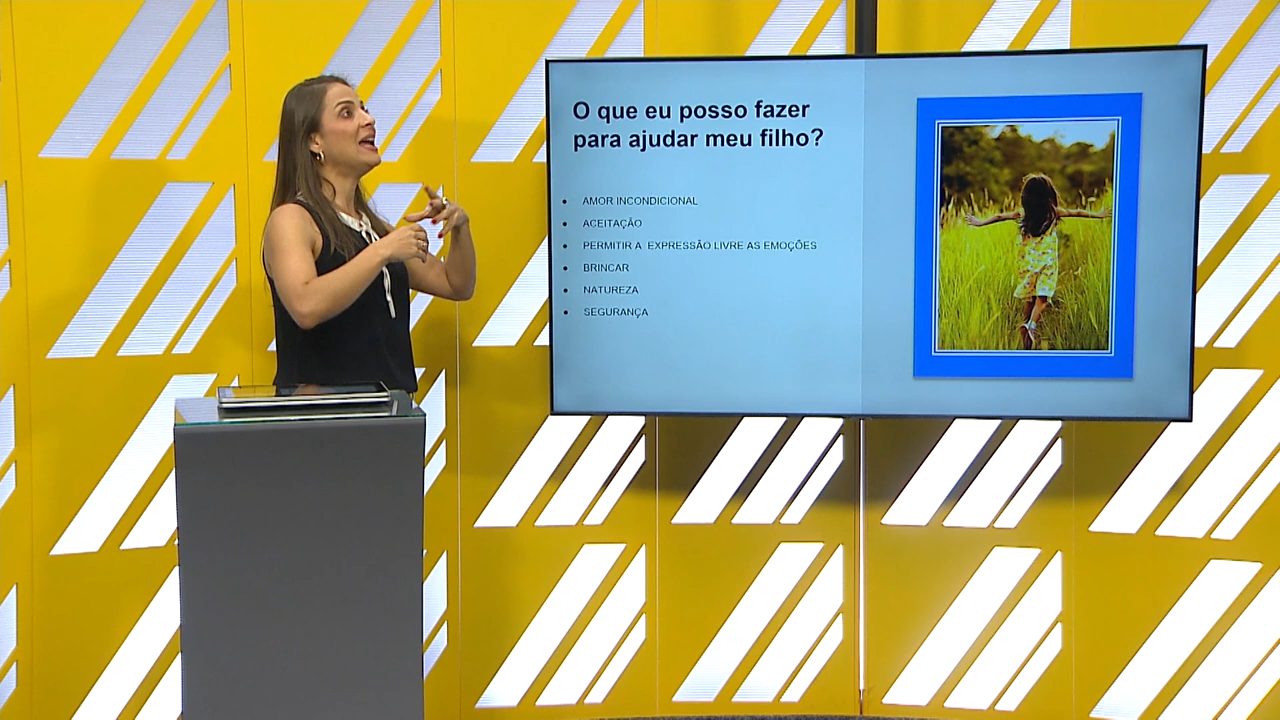 O que eu posso fazer
para ajudar meu filho?
• AMOR INCONDICIONAL
• ACEITAÇÃO
• PERMITIR A  EXPRESSÃO LIVRE AS EMOÇÕES
• BRINCAR
• NATUREZA
• SEGURANÇA